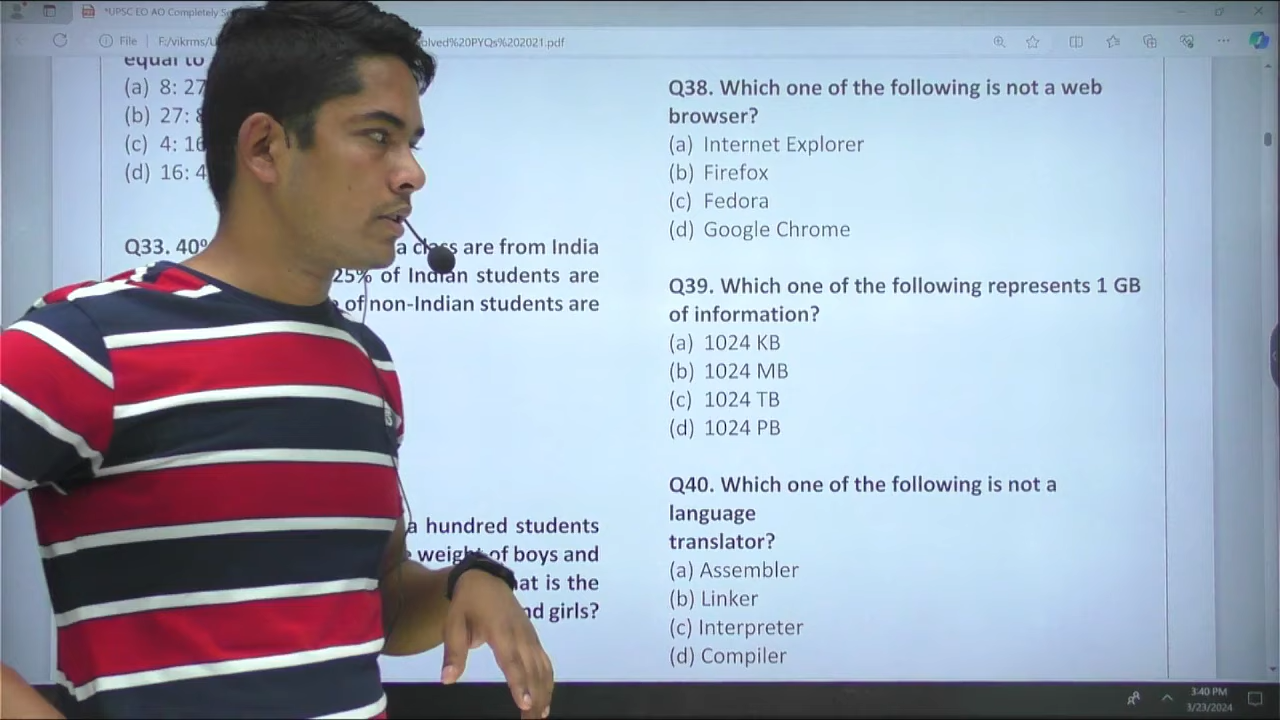 *UPSC EO AO Completely
File
F:/vikrms/
olved%20PYQs%202021.pdf
equal to
(a) 8: 27
(b) 27: 8
(c) 4: 16
(d) 16: 4
Q33. 40%
a class are from India
25% of Indian students are
of non-Indian students are
a hundred students
weight of boys and
at is the
nd girls?
Q38. Which one of the following is not a web
browser?
(a) Internet Explorer
(b) Firefox
(c) Fedora
(d) Google Chrome
Q39. Which one of the following represents 1 GB
of information?
(a) 1024 KB
(b) 1024 MB
(c) 1024 TB
(d) 1024 PB
Q40. Which one of the following is not a
language
translator?
(a) Assembler
(b) Linker
(c) Interpreter
(d) Compiler
3:40 PM
3/23/2024